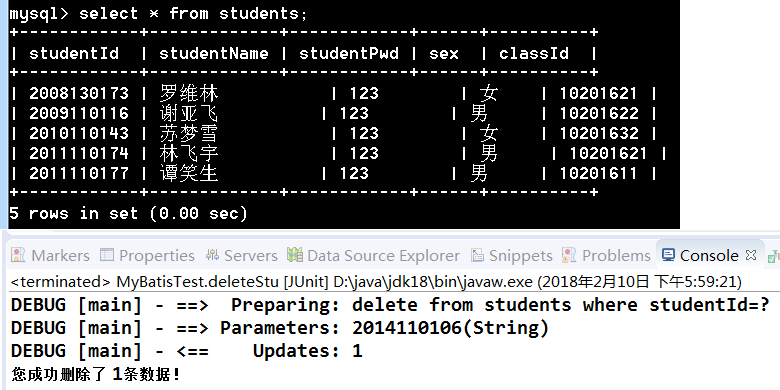 mysql> select * from students;
+------------+-------------+------------+------+----------+
| studentId | studentName | studentPwd | sex | classId |
+------------+-------------+------------+------+----------+
| 2008130173 | 罗维林 | 123 | 女 | 10201621 |
| 2009110116 | 谢亚飞 | 123 | 男 | 10201622 |
| 2010110143 | 苏梦雪 | 123 | 女 | 10201632 |
| 2011110174 | 林飞宇 | 123 | 男 | 10201621 |
| 2011110177 | 谭笑生 | 123 | 男 | 10201611 |
+------------+-------------+------------+------+----------+
5 rows in set (0.00 sec)
Markers Properties Servers Data Source Explorer Snippets Problems Console
<terminated> MyBatisTest.deleteStu [JUnit] D:\java\jdk18\bin\javaw.exe (2018年2月10日 下午5:59:21)
DEBUG [main] - ==>  Preparing: delete from students where studentId=?
DEBUG [main] - ==> Parameters: 2014110106(String)
DEBUG [main] - <==    Updates: 1
您成功删除了 1条数据!